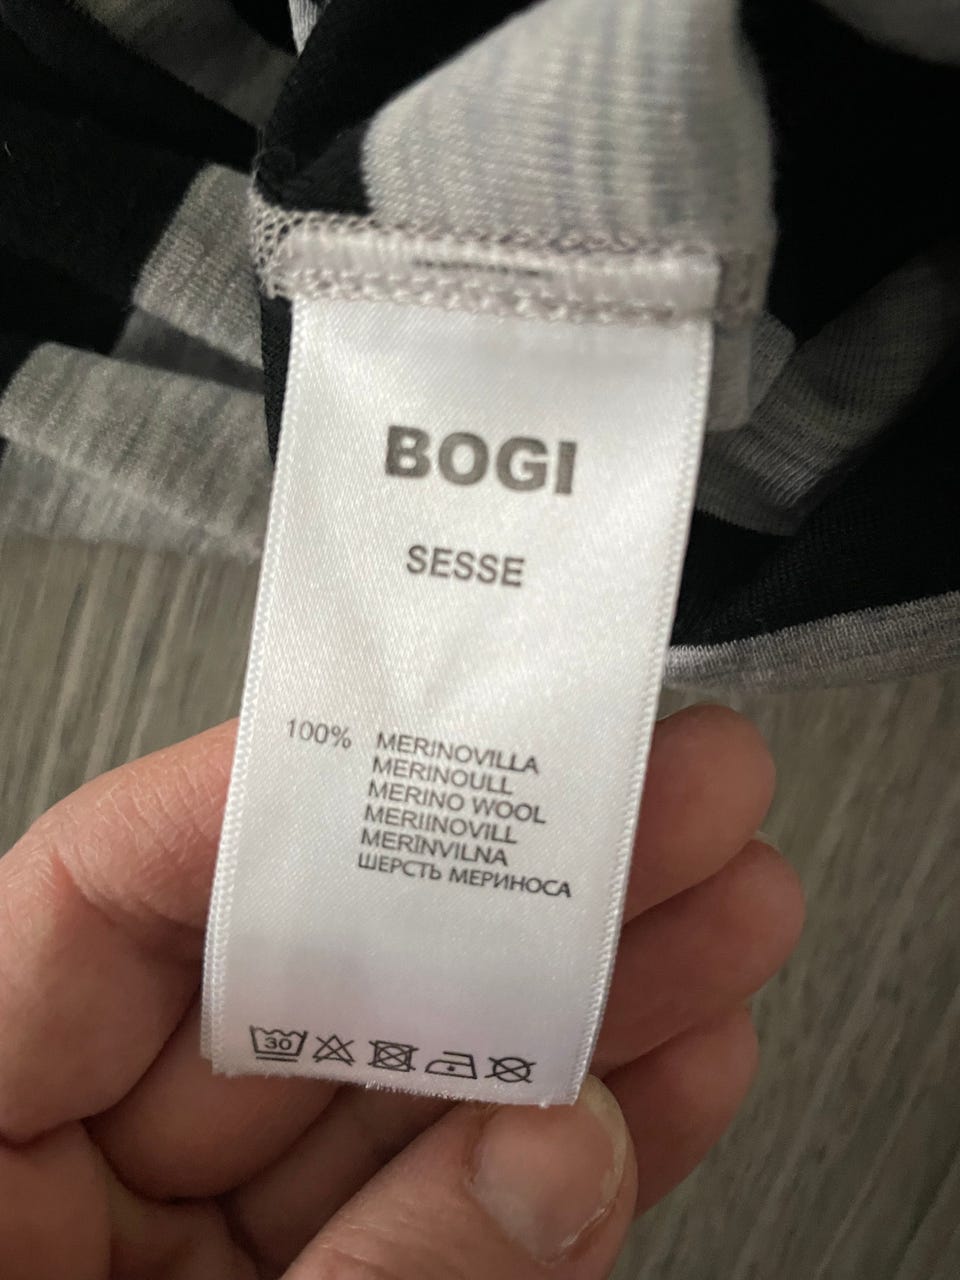 BOGI
SESSE
100% MERINOVILLA
MERINOULL
MERINO WOOL
MERIINOVILL
MERINVILNA
ШЕРСТЬ МЕРИНОСА
30